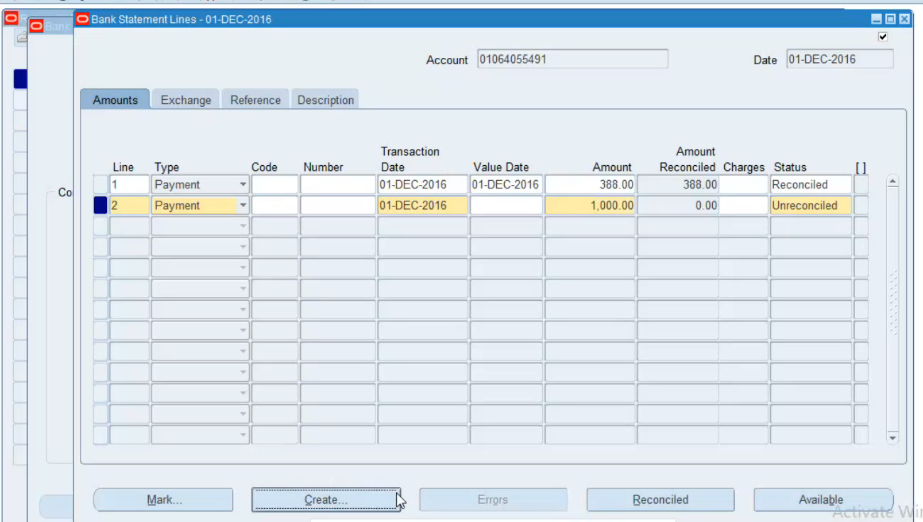 Bank Statement Lines - 01-DEC-2016
Bank
Account 01064055491 Date 01-DEC-2016
Amounts Exchange Reference Description
Transaction Amount
Line Type Code Number Date Value Date Amount Reconciled Charges Status [ ]
1 Payment 01-DEC-2016 01-DEC-2016 388.00 388.00 Reconciled
Co
2 Payment 01-DEC-2016 1,000.00 0.00 Unreconciled
Mark... Create... Errors Reconciled Available
Activate Wi